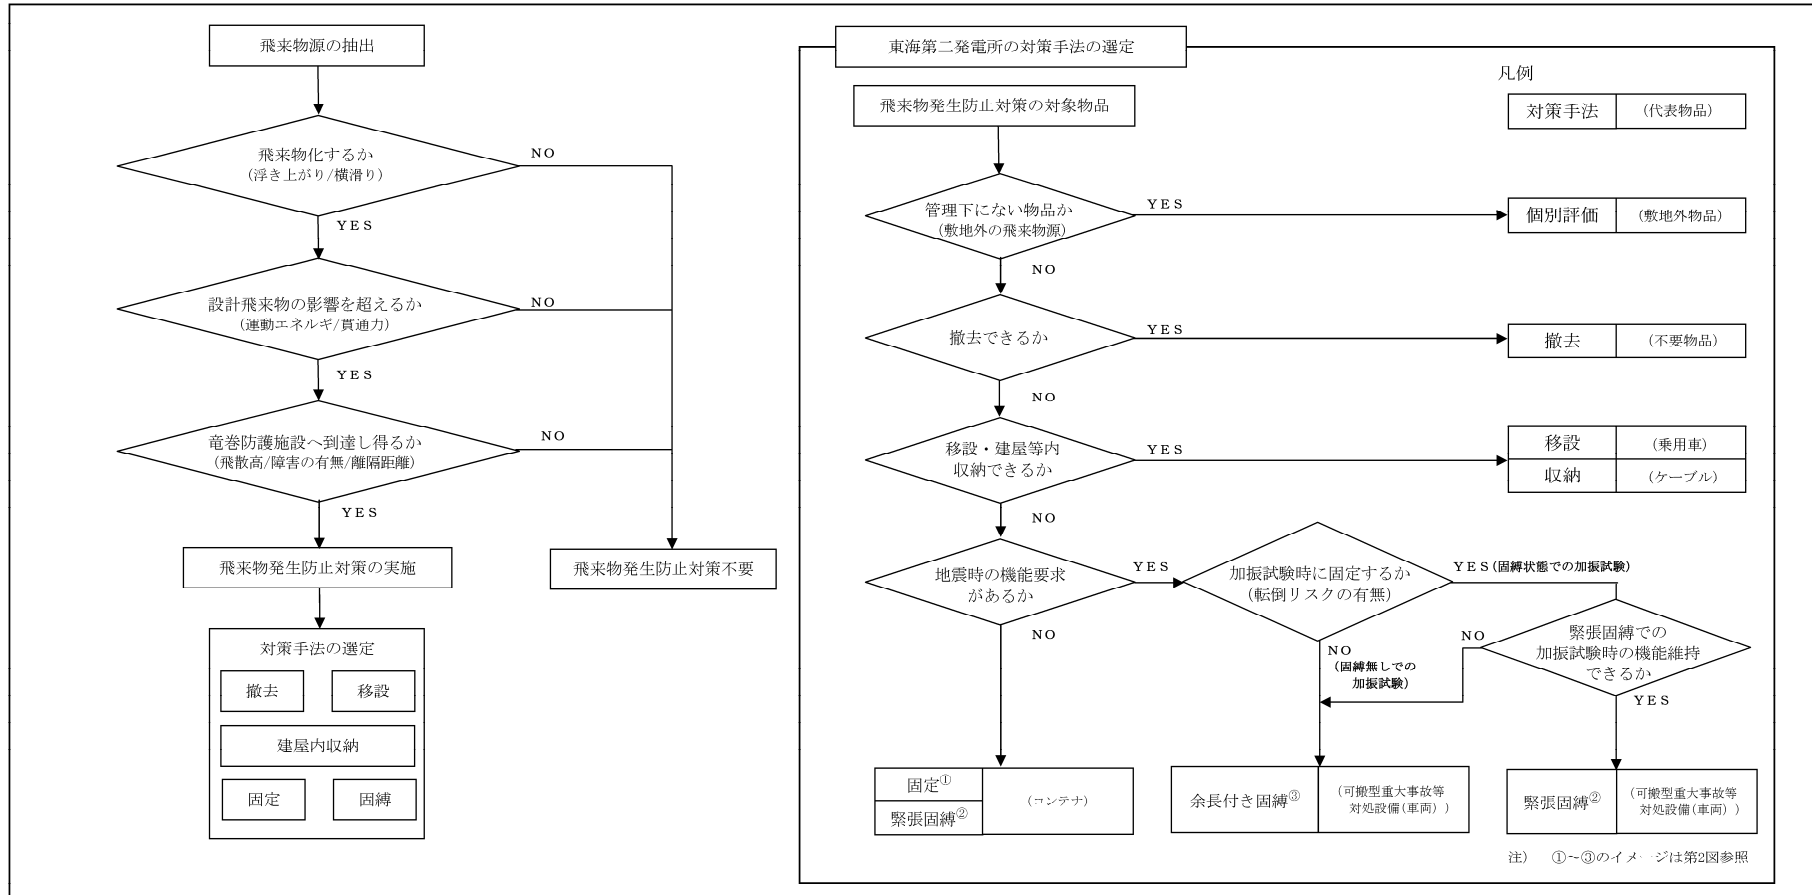 飛来物源の抽出
飛来物化するか
(浮き上がり/横滑り)
NO
YES
設計飛来物の影響を超えるか
(運動エネルギ/貫通力)
NO
YES
竜巻防護施設へ到達し得るか
(飛散高/障害の有無/離隔距離)
NO
YES
飛来物発生防止対策の実施
飛来物発生防止対策不要
対策手法の選定
撤去
移設
建屋内収納
固定
固縛
東海第二発電所の対策手法の選定
凡例
対策手法
(代表物品)
飛来物発生防止対策の対象物品
管理下にない物品か
(敷地外の飛来物源)
YES
個別評価
(敷地外物品)
NO
撤去できるか
YES
撤去
(不要物品)
NO
移設・建屋等内
収納できるか
YES
移設
(乗用車)
収納
(ケーブル)
NO
地震時の機能要求
があるか
YES
加振試験時に固定するか
(転倒リスクの有無)
YES(固縛状態での加振試験)
NO
NO
(固縛無しでの
加振試験)
緊張固縛での
加振試験時の機能維持
できるか
NO
YES
固定①
緊張固縛②
(コンテナ)
余長付き固縛③
(可搬型重大事故等
対処設備(車両))
緊張固縛②
(可搬型重大事故等
対処設備(車両))
注) ①~③のイメージは第2図参照